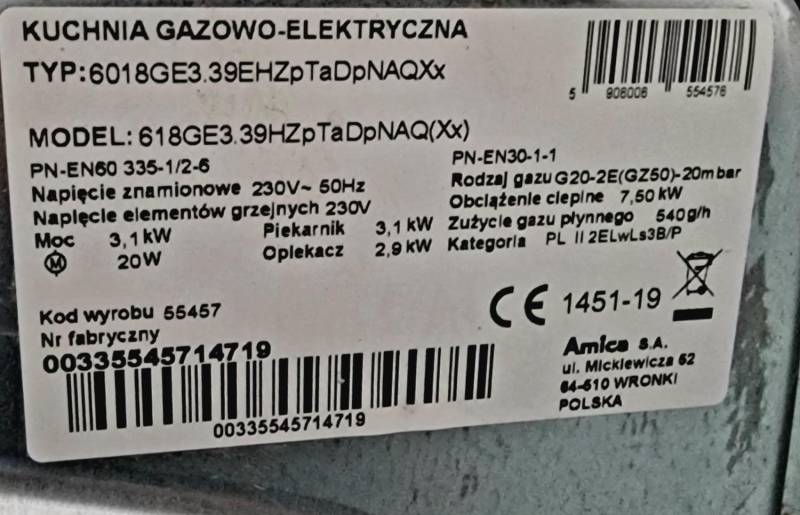 KUCHNIA GAZOWO-ELEKTRYCZNA
TYP:6018GE3.39EHZpTaDpNAQXx
5 906006 554576
MODEL: 618GE3.39HZpTaDpNAQ(Xx)
PN-EN60 335-1/2-6
Napięcie znamionowe 230V~ 50Hz
Napięcie elementów grzejnych 230V
Moc 3,1 kW Piekarnik 3,1 kW
M 20W Opiekacz 2,9 kW
PN-EN30-1-1
Rodzaj gazu G20-2E(GZ50)-20mbar
Obciążenie cieplne 7,50 kW
Zużycie gazu płynnego 540g/h
Kategoria PL II 2ELwLs3B/P
Kod wyrobu 55457
Nr fabryczny
00335545714719
00335545714719
CE 1451-19
Amica S.A.
ul. Mickiewicza 52
64-510 WRONKI
POLSKA